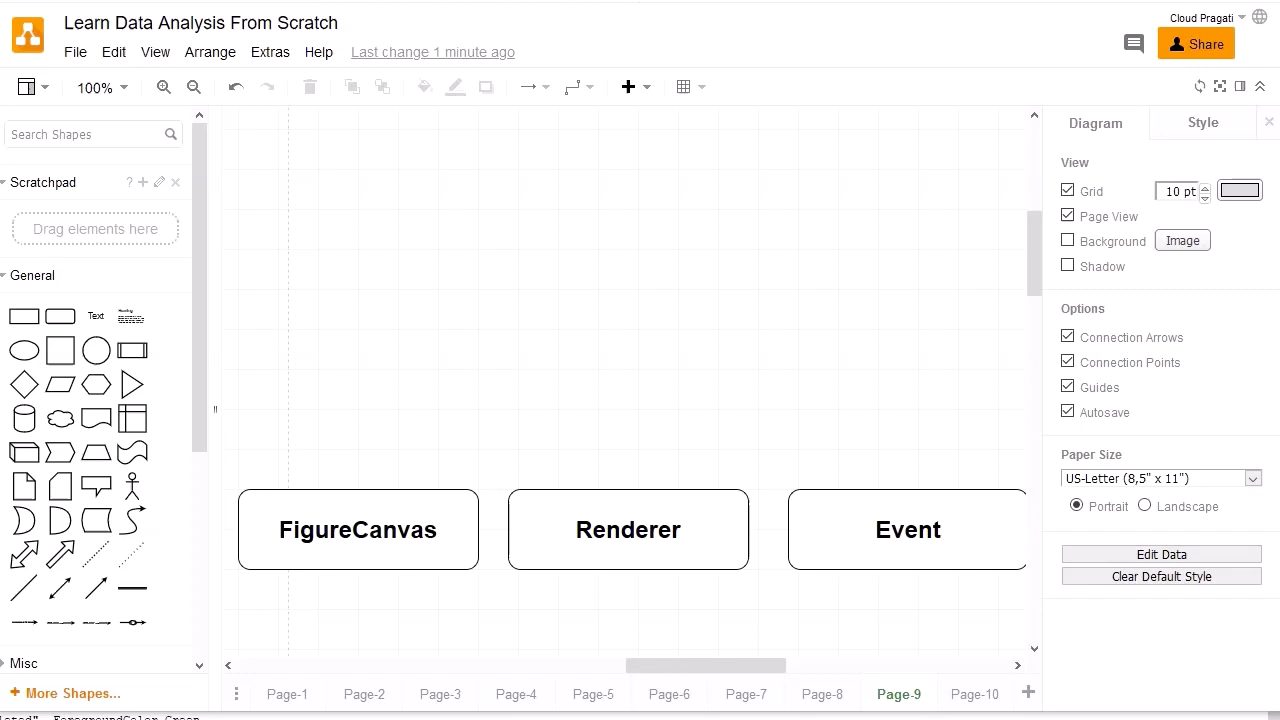 Learn Data Analysis From Scratch
Cloud Pragati
File Edit View Arrange Extras Help Last change 1 minute ago
Share
100%
Search Shapes
Scratchpad ?
Drag elements here
General
Text
Heading
Misc
+ More Shapes...
FigureCanvas
Renderer
Event
Page-1 Page-2 Page-3 Page-4 Page-5 Page-6 Page-7 Page-8 Page-9 Page-10
Diagram Style
View
Grid 10 pt
Page View
Background Image
Shadow
Options
Connection Arrows
Connection Points
Guides
Autosave
Paper Size
US-Letter (8,5" x 11")
Portrait Landscape
Edit Data
Clear Default Style